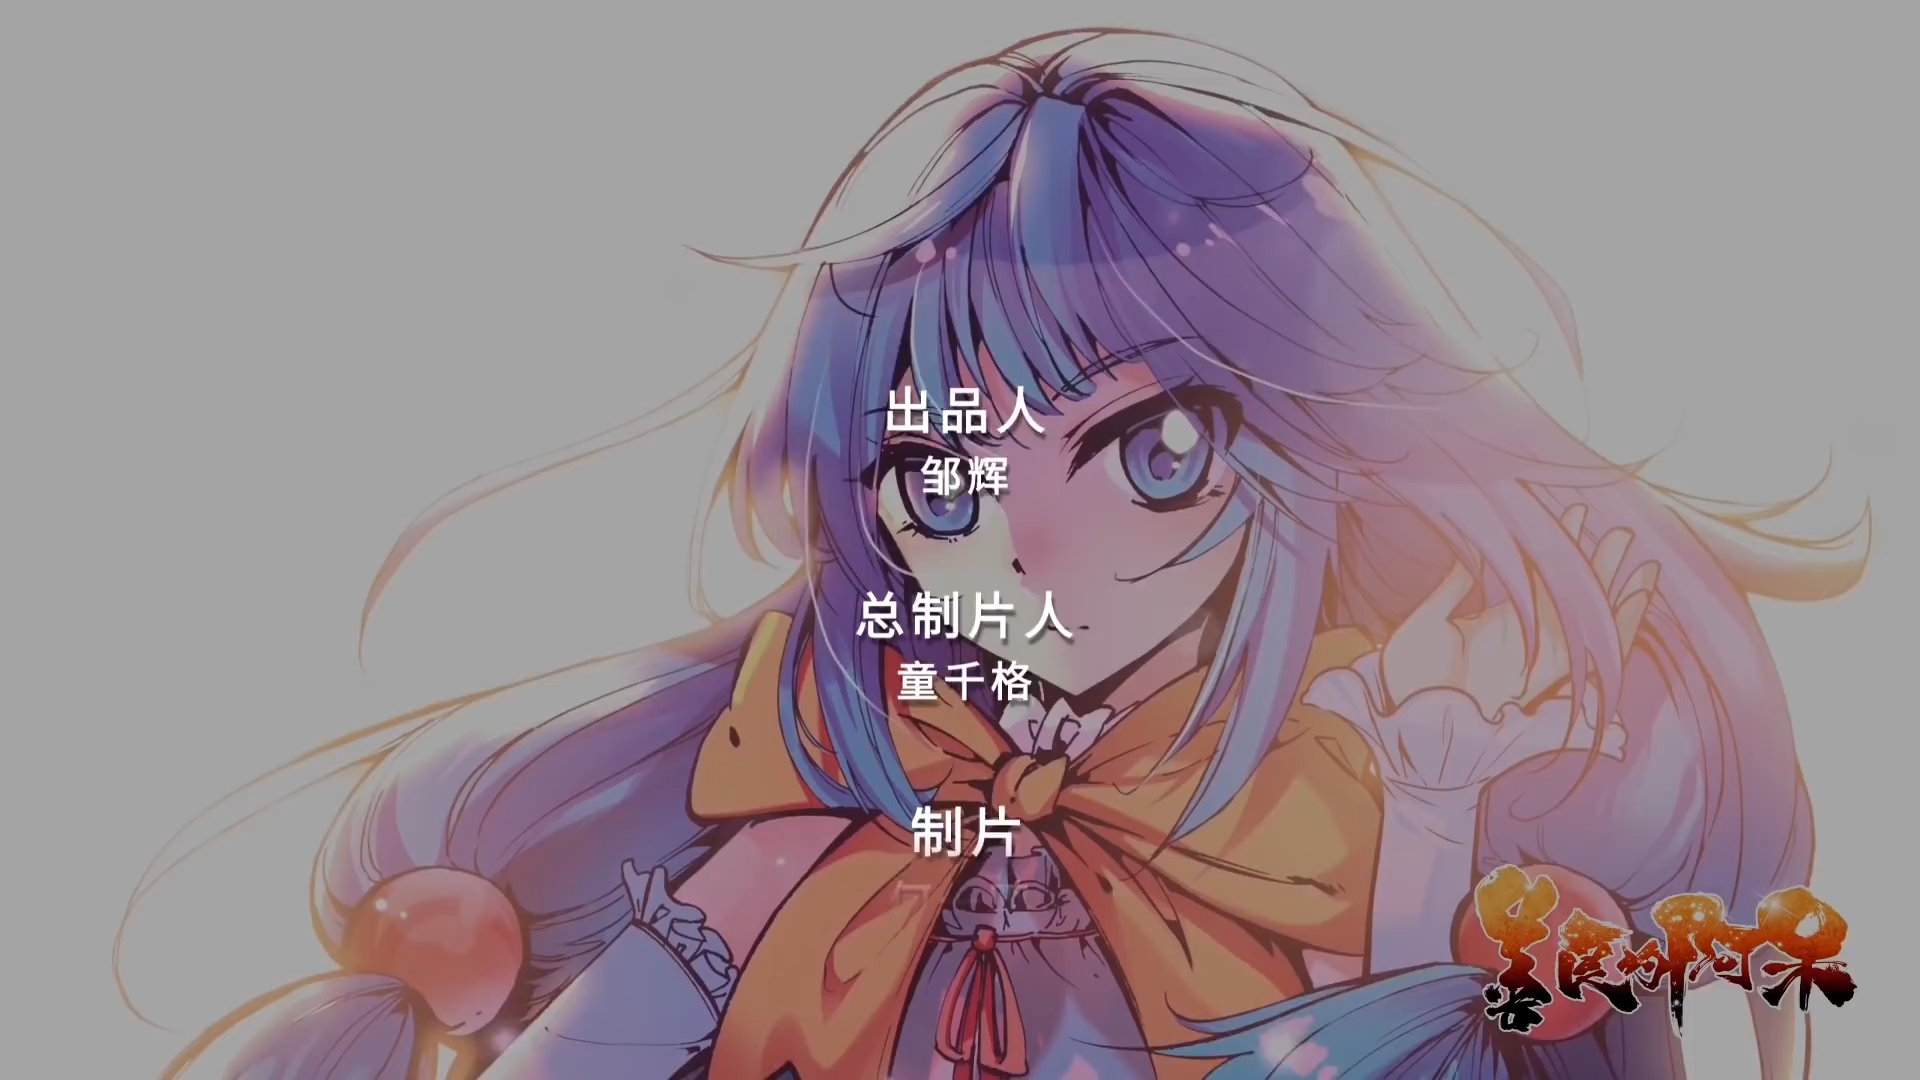 出品人
邹辉
总制片人
童千格
制片